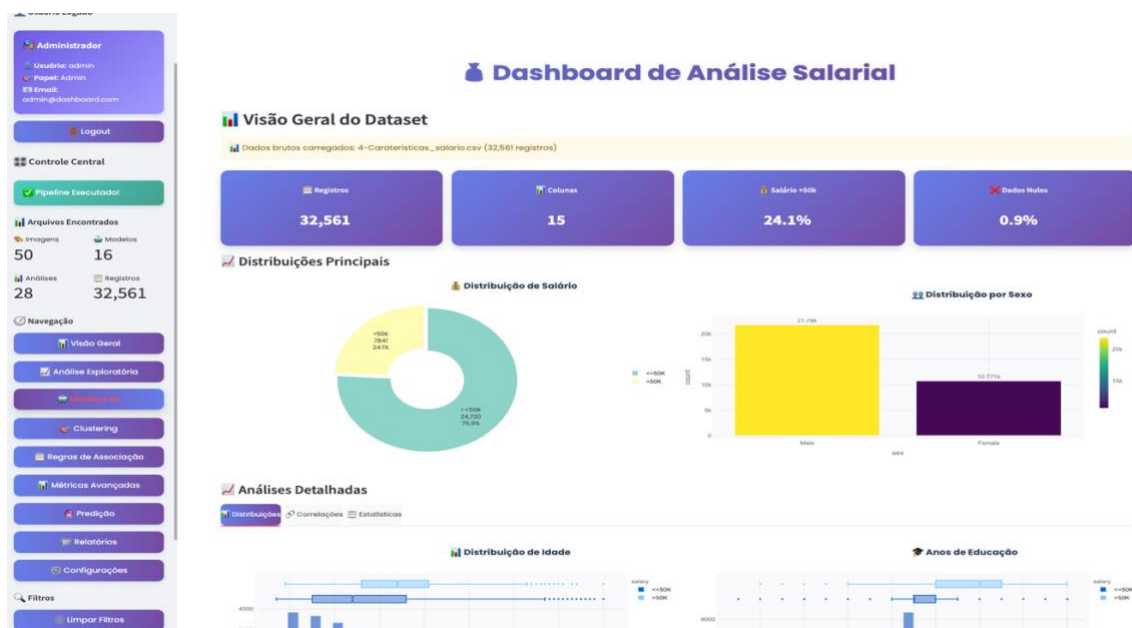 Administrador
Usuário: admin
Papel: Admin
Email:
admin@dashboard.com
Logout
Controle Central
Pipeline Executado!
Arquivos Encontrados
Imagens Modelos
50 16
Análises Registros
28 32,561
Navegação
Visão Geral
Análise Exploratória
Clustering
Regras de Associação
Métricas Avançadas
Predição
Relatórios
Configurações
Filtros
Limpar Filtros
Dashboard de Análise Salarial
Visão Geral do Dataset
Dados brutos carregados: 4-Carateristicas_salario.csv (32,561 registros)
Registros
32,561
Colunas
15
Salário +50k
24.1%
Dados Nulos
0.9%
Distribuições Principais
Distribuição de Salário
>50K
7841
24.1%
<=50K
24,720
75.9%
<=50K
>50K
Distribuição por Sexo
count
20k
15k
10k
5k
0
21.79k
10.771k
Male
Female
sex
count
20k
15k
Análises Detalhadas
Distribuições Correlações Estatísticas
Distribuição de Idade
salary
<=50K
>50K
4000
Anos de Educação
salary
<=50K
>50K
8000